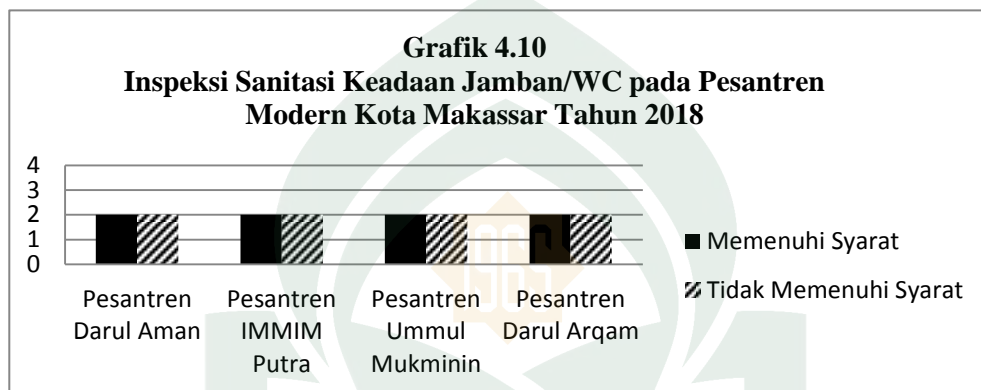 Grafik 4.10
Inspeksi Sanitasi Keadaan Jamban/WC pada Pesantren
Modern Kota Makassar Tahun 2018
4
3
2
1
0
Pesantren
Darul Aman
Pesantren
IMMIM
Putra
Pesantren
Ummul
Mukminin
Pesantren
Darul Arqam
Memenuhi Syarat
Tidak Memenuhi Syarat
1965